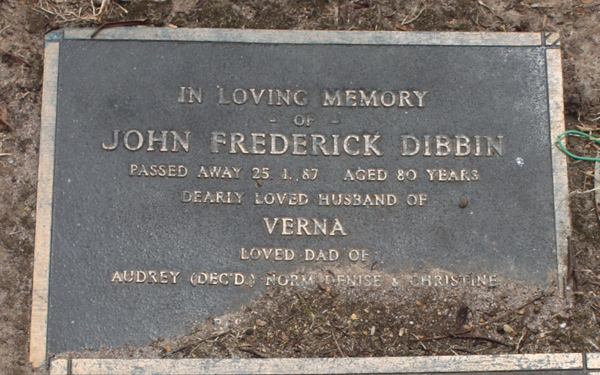 IN LOVING MEMORY
- OF -
JOHN FREDERICK DIBBIN
PASSED AWAY 25. 1. 87 AGED 80 YEARS
DEARLY LOVED HUSBAND OF
VERNA
LOVED DAD OF
AUDREY (DEC'D.) NORM, DENISE & CHRISTINE